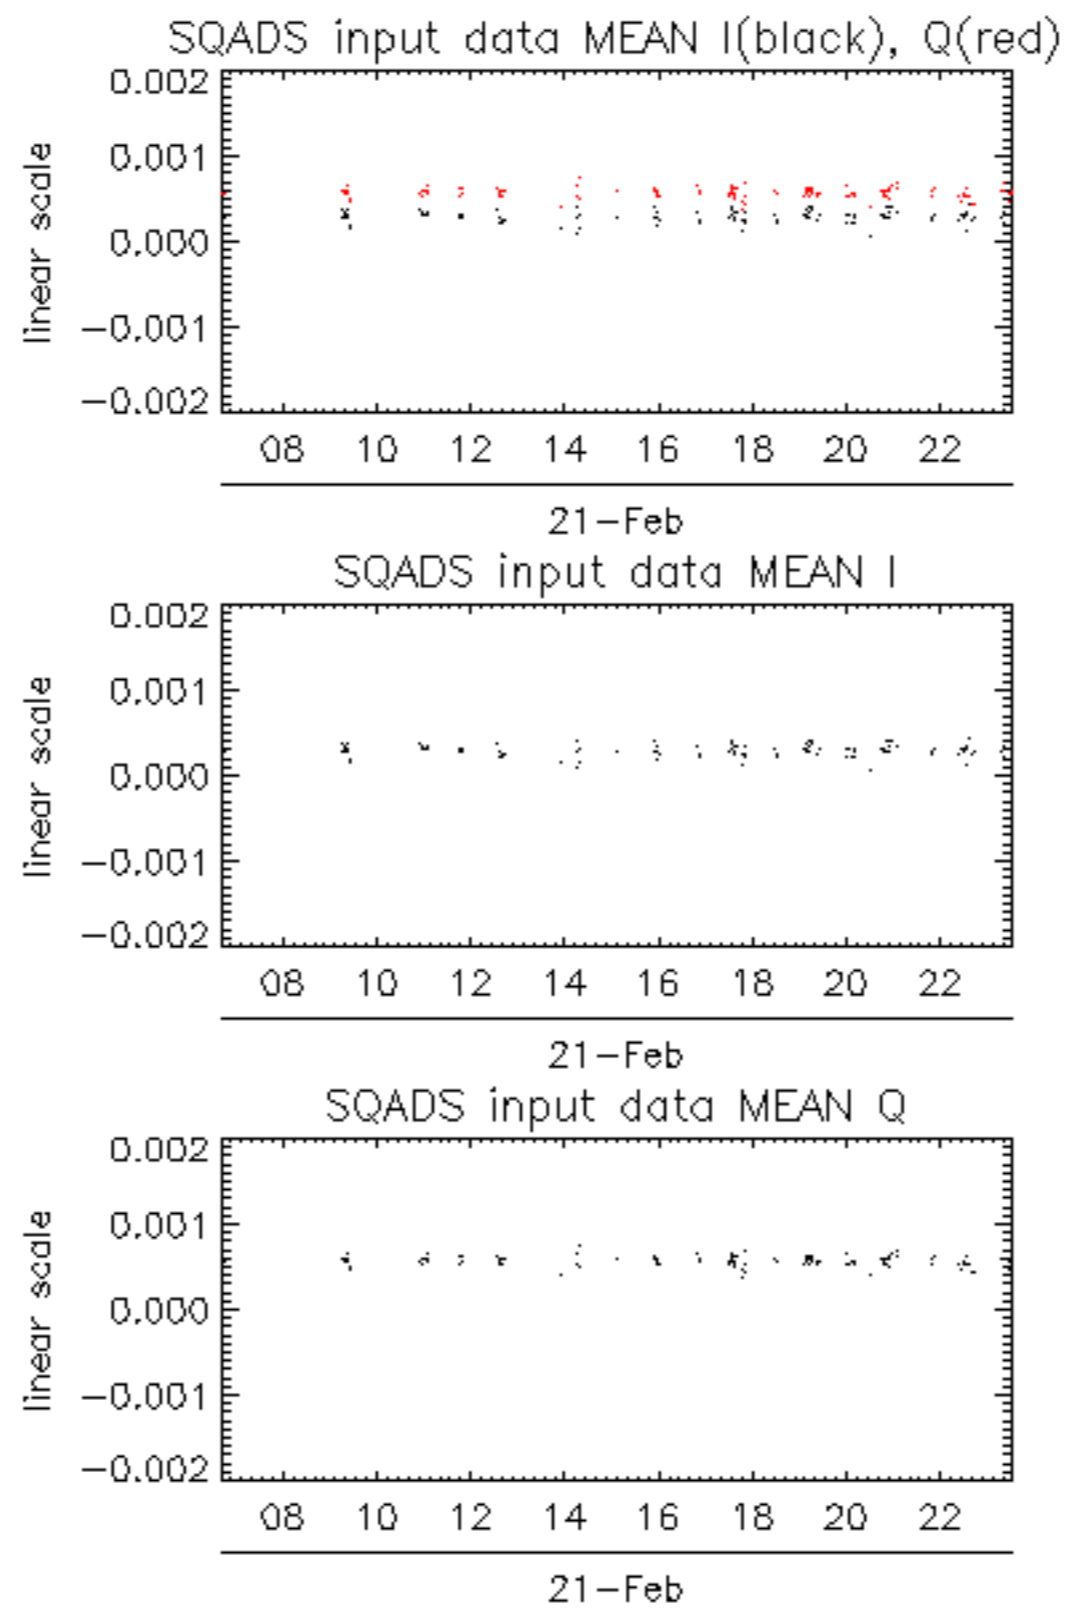 SQADS input data MEAN I(black), Q(red)
0.002
0.001
0.000
−0.001
−0.002
linear scale
08 10 12 14 16 18 20 22
21−Feb
SQADS input data MEAN I
0.002
0.001
0.000
−0.001
−0.002
linear scale
08 10 12 14 16 18 20 22
21−Feb
SQADS input data MEAN Q
0.002
0.001
0.000
−0.001
−0.002
linear scale
08 10 12 14 16 18 20 22
21−Feb